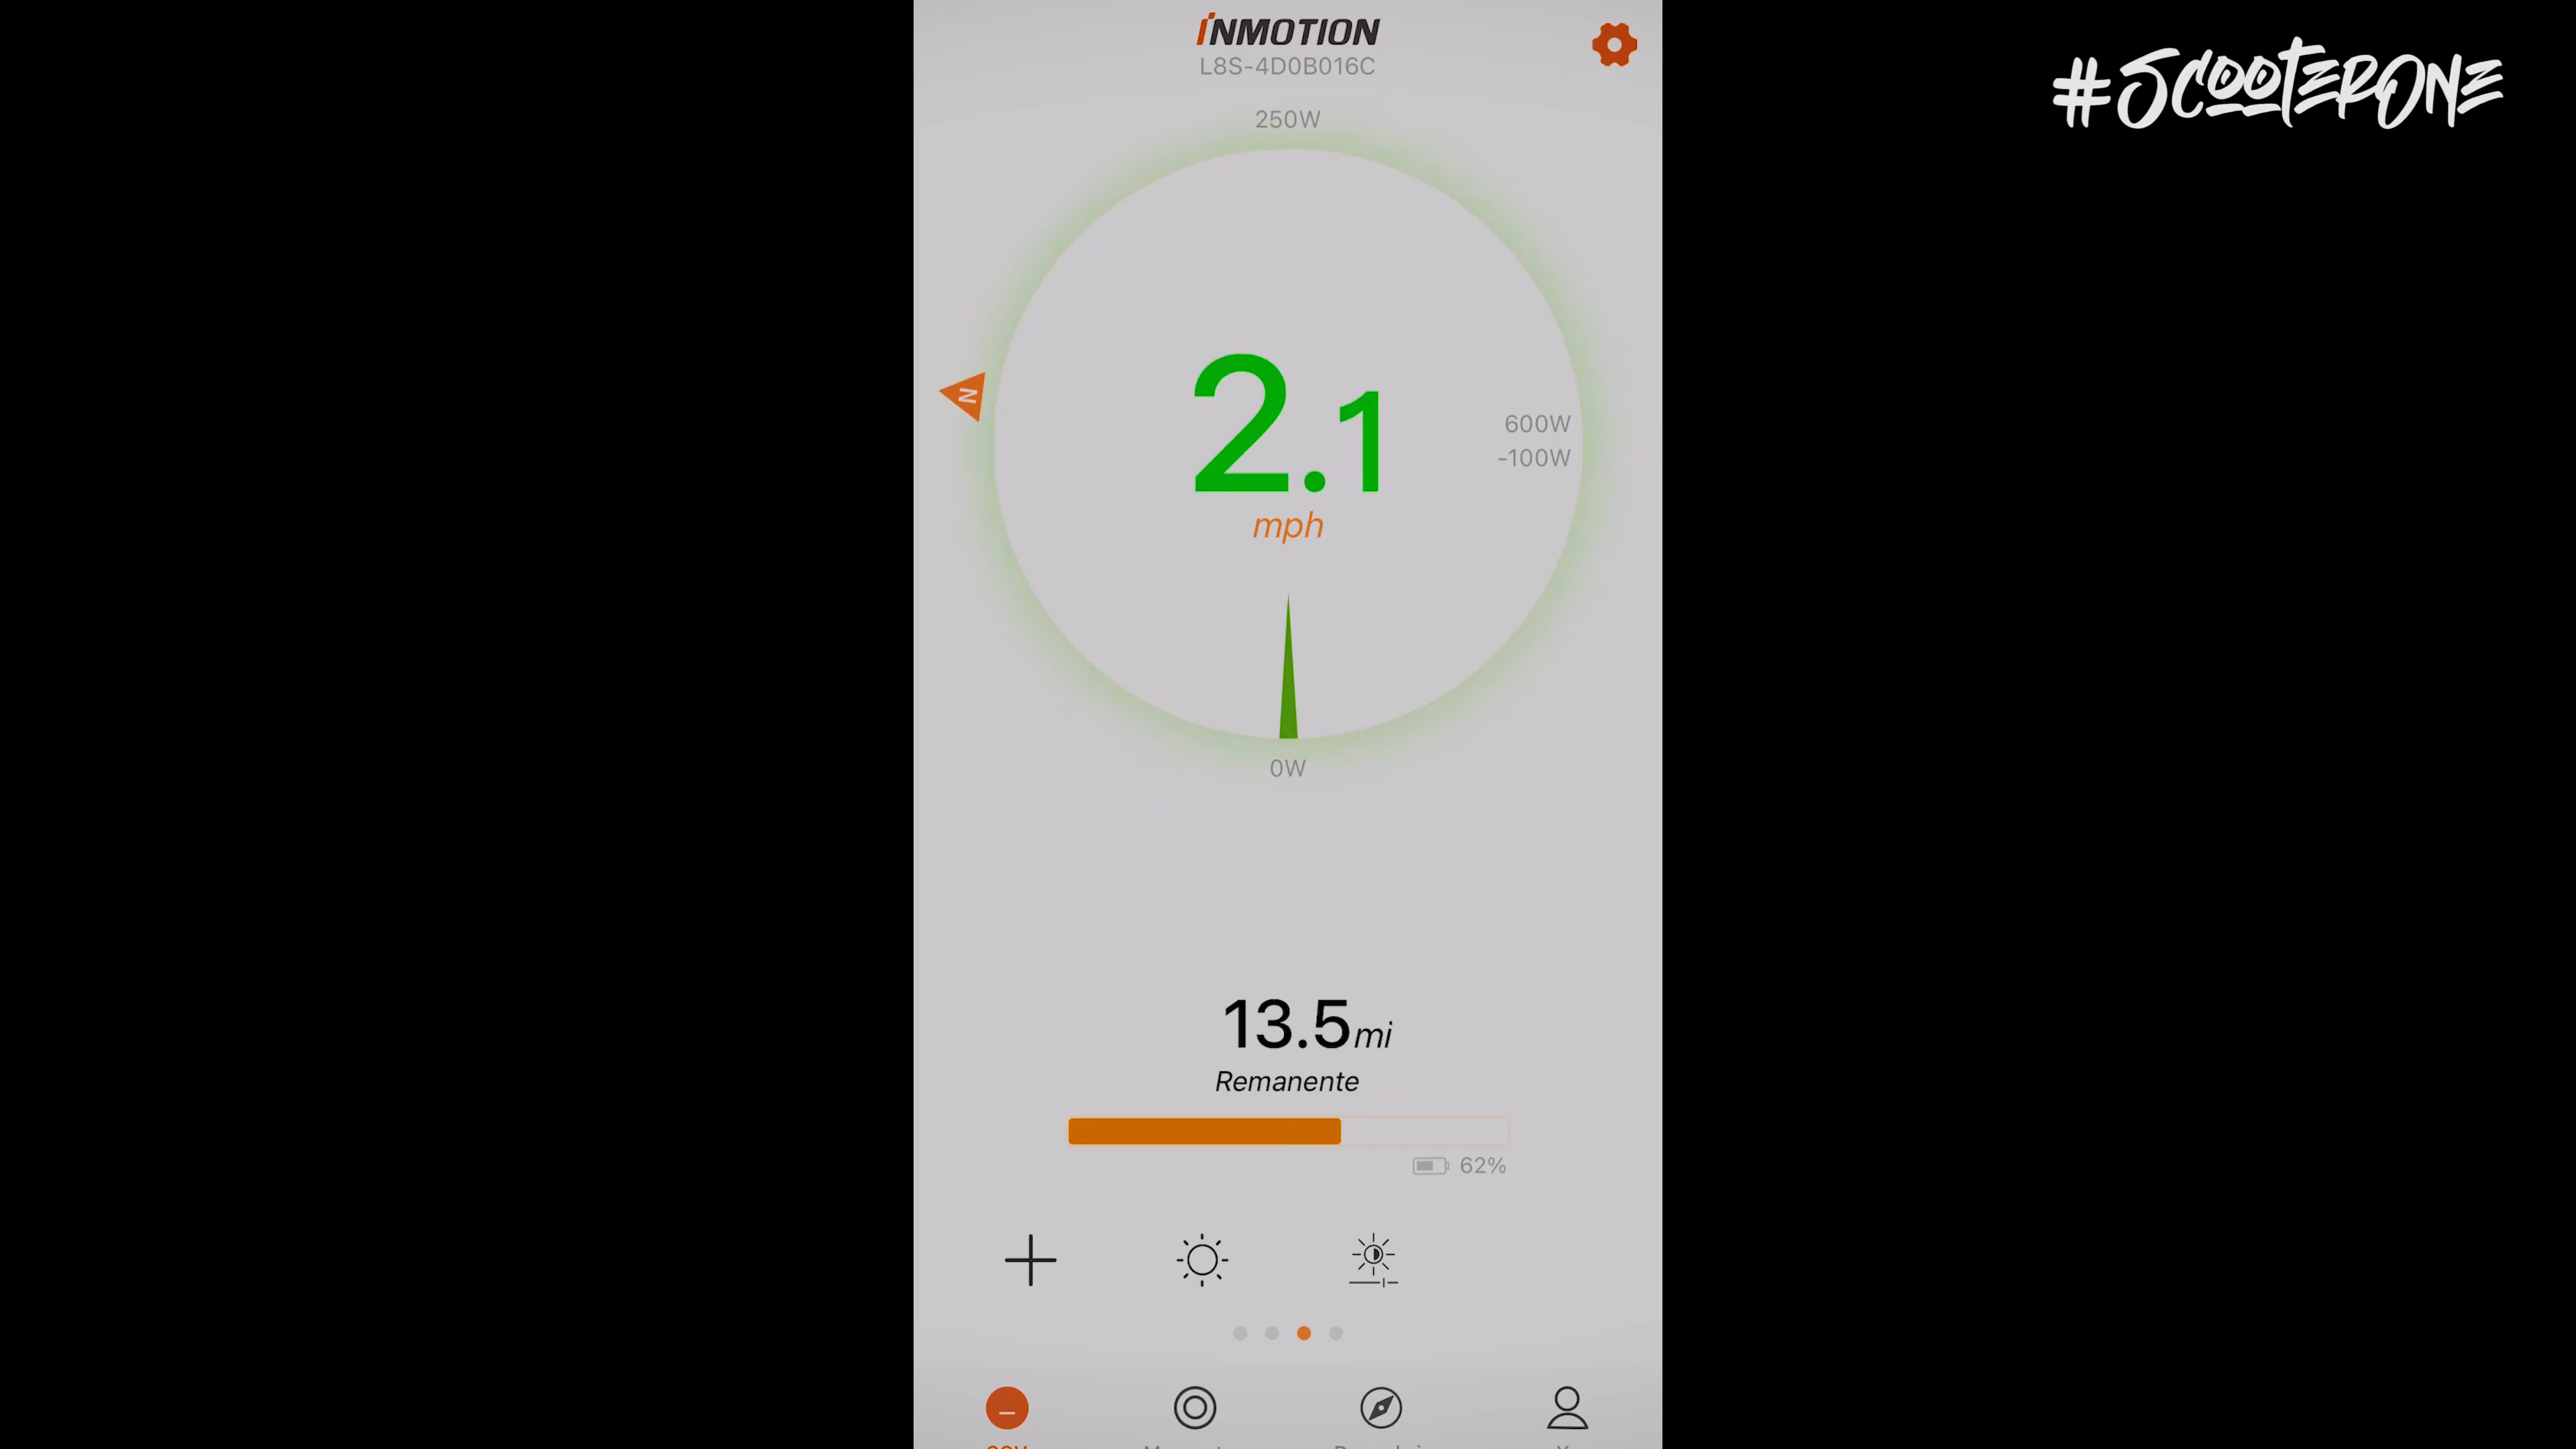 INMOTION
#SCOOTERONE
L8S-4D0B016C
250W
N
2.1
600W
-100W
mph
0W
13.5mi
Remanente
62%